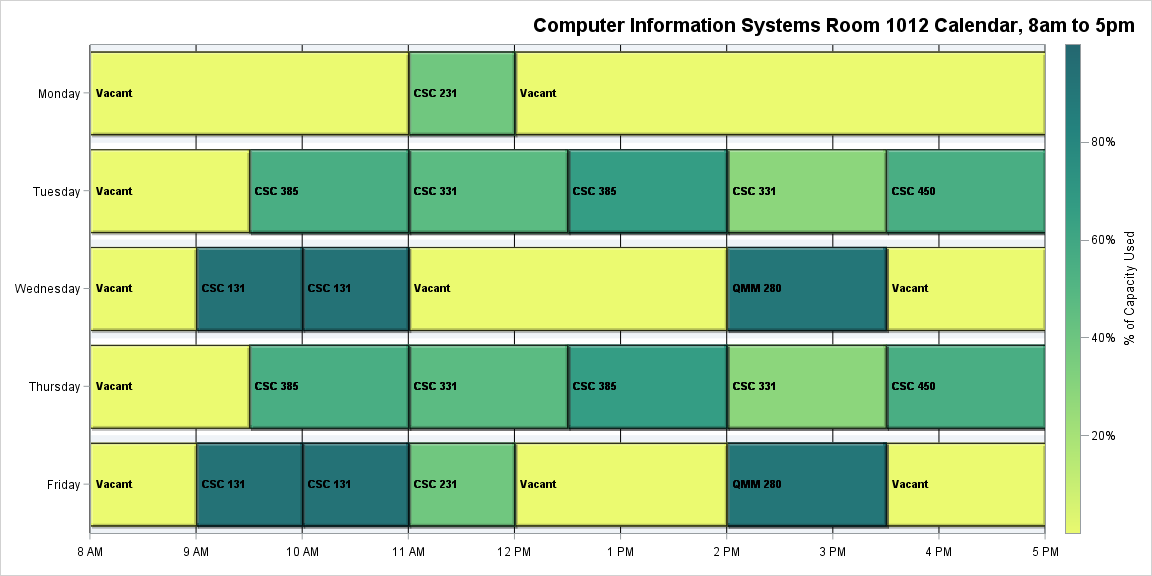 Computer Information Systems Room 1012 Calendar, 8am to 5pm
Monday
Vacant
CSC 231
Vacant
Tuesday
Vacant
CSC 385
CSC 331
CSC 385
CSC 331
CSC 450
Wednesday
Vacant
CSC 131
CSC 131
Vacant
QMM 280
Vacant
Thursday
Vacant
CSC 385
CSC 331
CSC 385
CSC 331
CSC 450
Friday
Vacant
CSC 131
CSC 131
CSC 231
Vacant
QMM 280
Vacant
8 AM
9 AM
10 AM
11 AM
12 PM
1 PM
2 PM
3 PM
4 PM
5 PM
80%
60%
40%
20%
% of Capacity Used